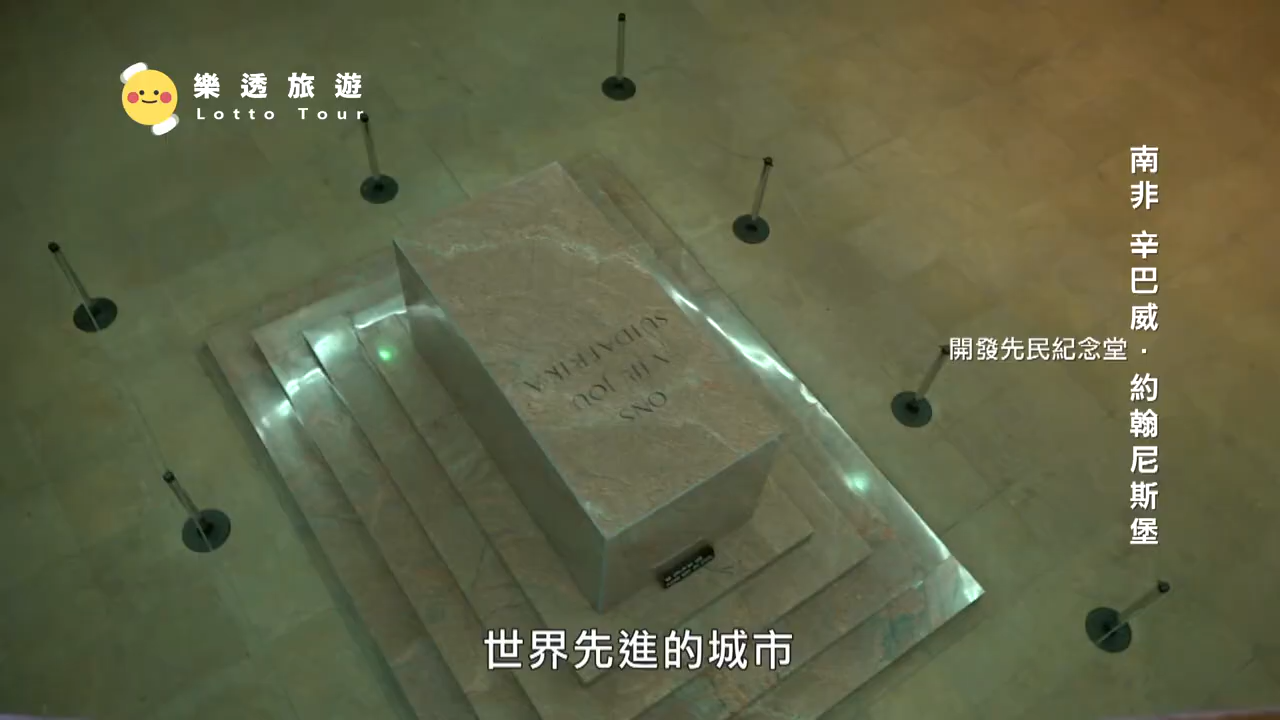 樂透旅遊
Lotto Tour
南非 辛巴威 · 約翰尼斯堡
開發先民紀念堂
ONS
VIR JOU
SUIDAFRIKA
世界先進的城市